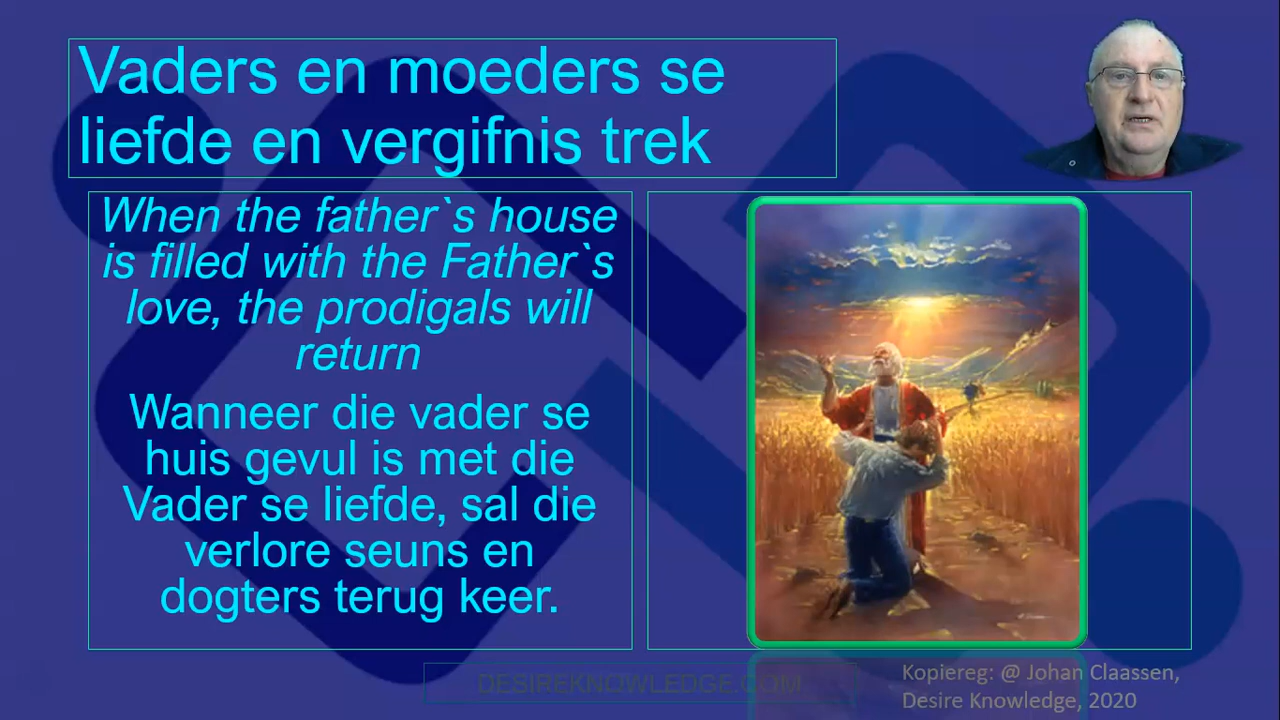 Vaders en moeders se
liefde en vergifnis trek
When the father`s house
is filled with the Father`s
love, the prodigals will
return
Wanneer die vader se
huis gevul is met die
Vader se liefde, sal die
verlore seuns en
dogters terug keer.
DESIREKNOWLEDGE.COM
Kopiereg: @ Johan Claassen,
Desire Knowledge, 2020